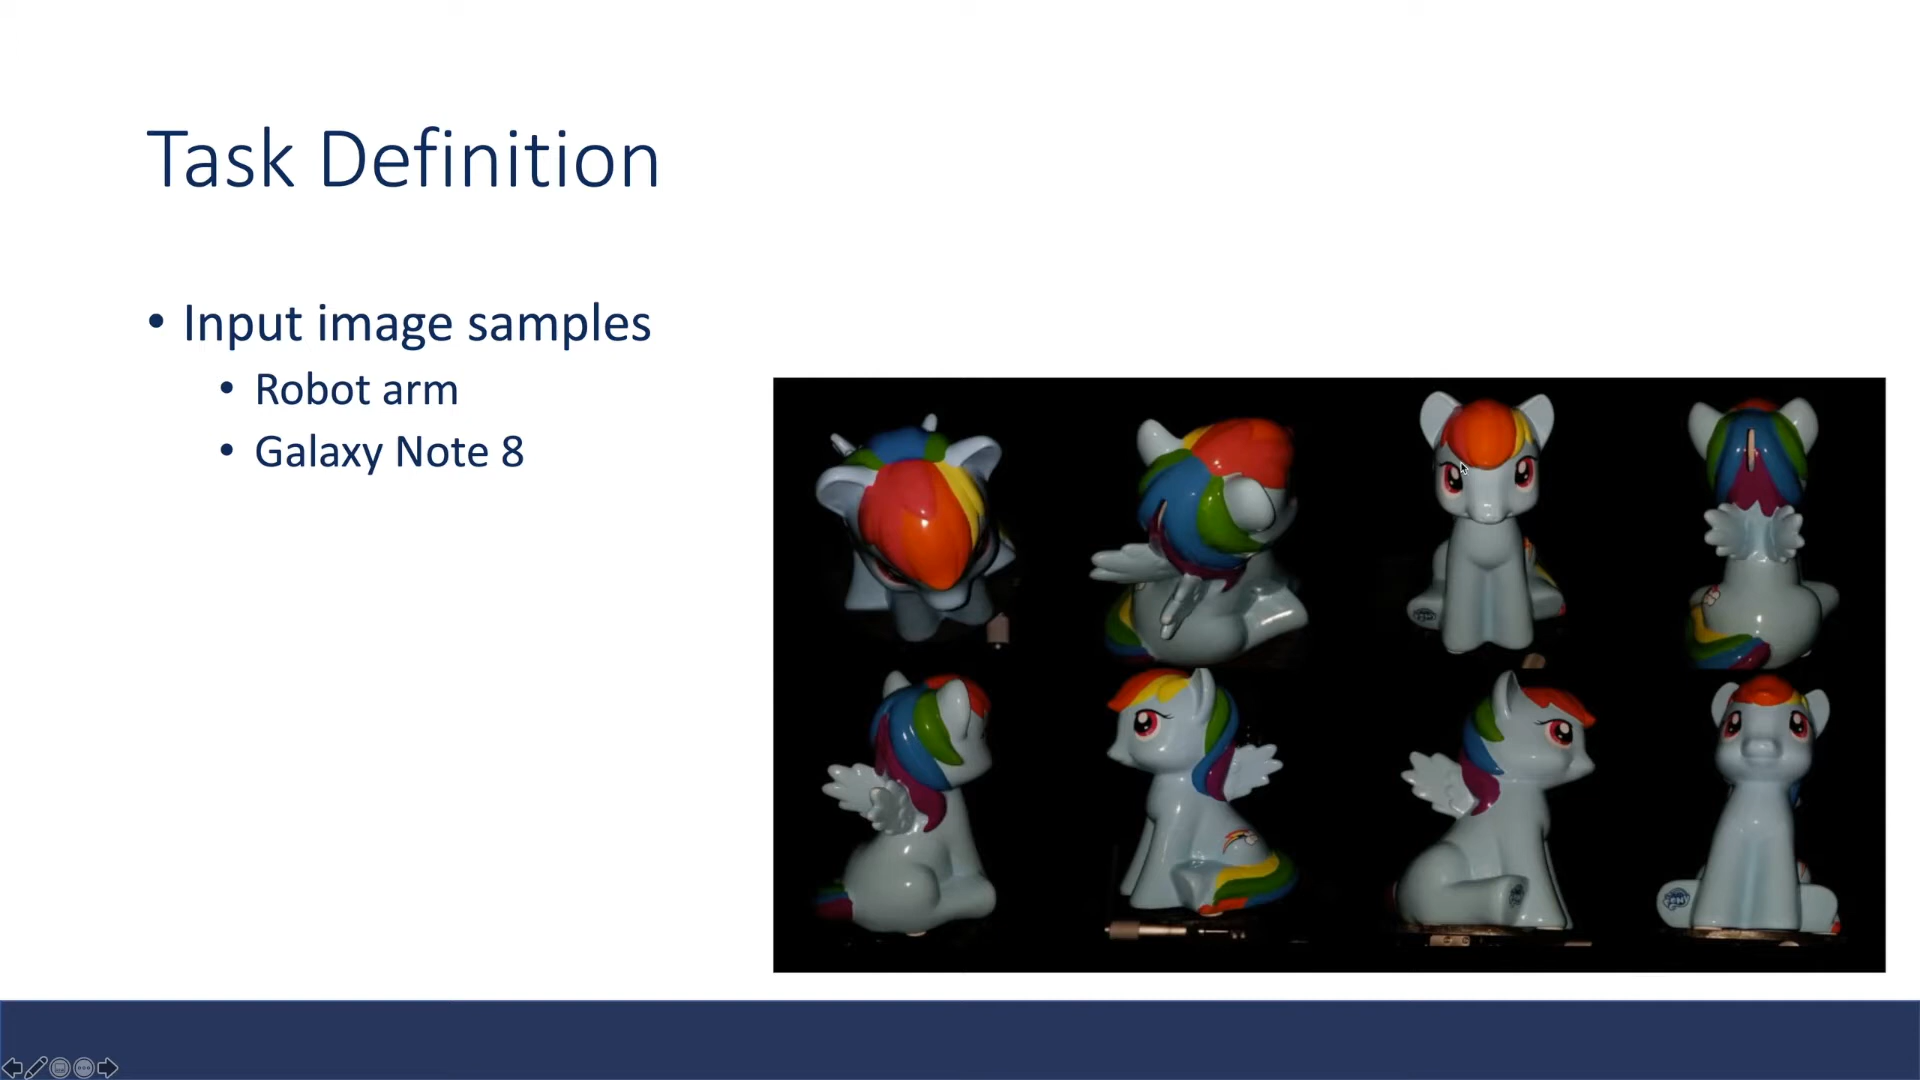 Task Definition
• Input image samples
• Robot arm
• Galaxy Note 8